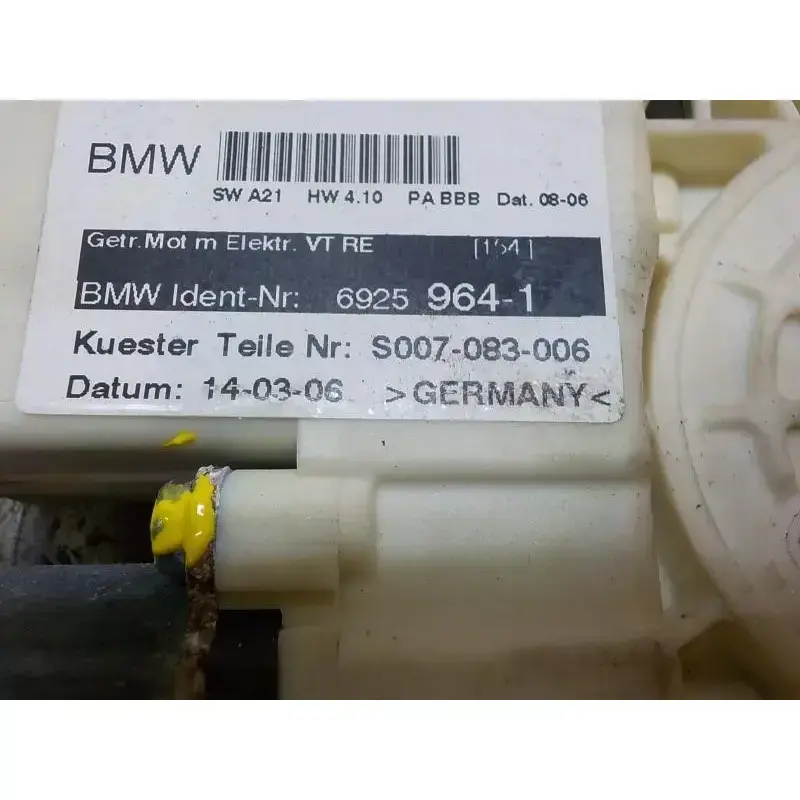 BMW
SW A21 HW 4.10 PA BBB Dat. 08-06
Getr.Mot m Elektr. VT RE [164]
BMW Ident-Nr: 6925 964-1
Kuester Teile Nr: S007-083-006
Datum: 14-03-06 >GERMANY<